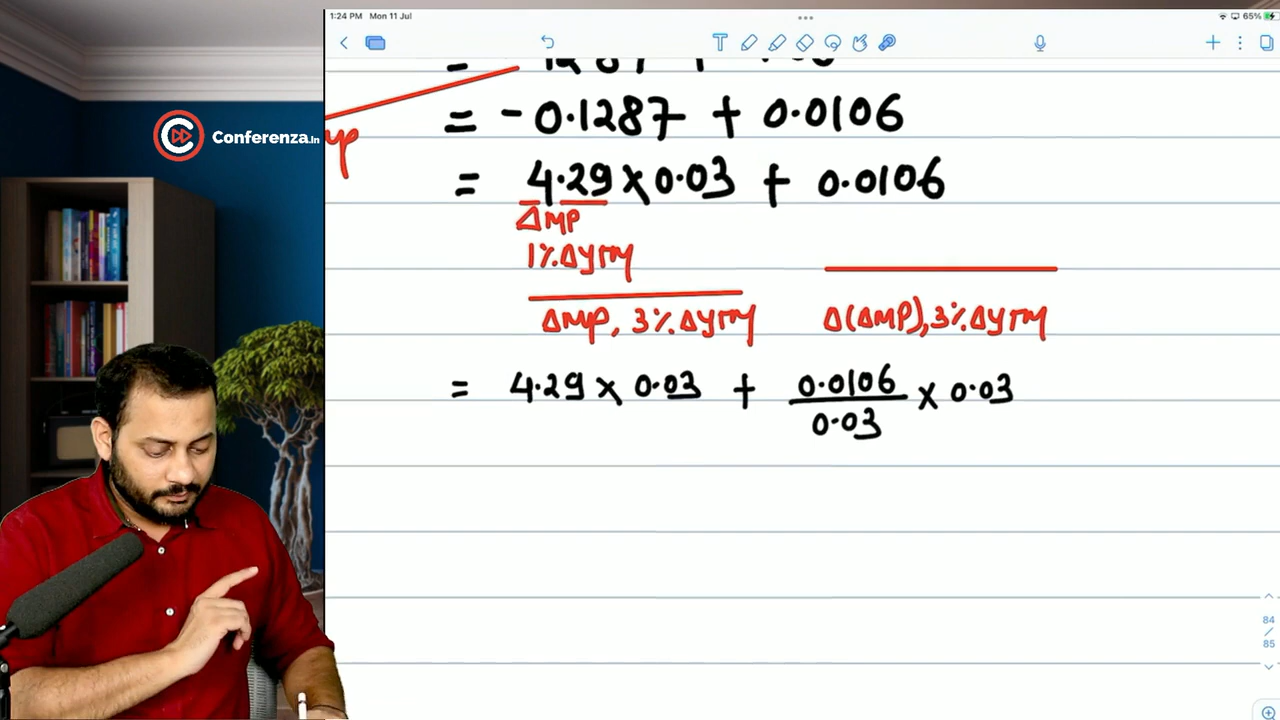 1:24 PM Mon 11 Jul
65%
T
Conferenza.in
= -0.1287 + 0.0106
= 4.29 × 0.03 + 0.0106
ΔMP
1% ΔYTM
ΔMP, 3% ΔYTM Δ(ΔMP), 3% ΔYTM
= 4.29 × 0.03 + 0.0106/0.03 × 0.03
84
/
85